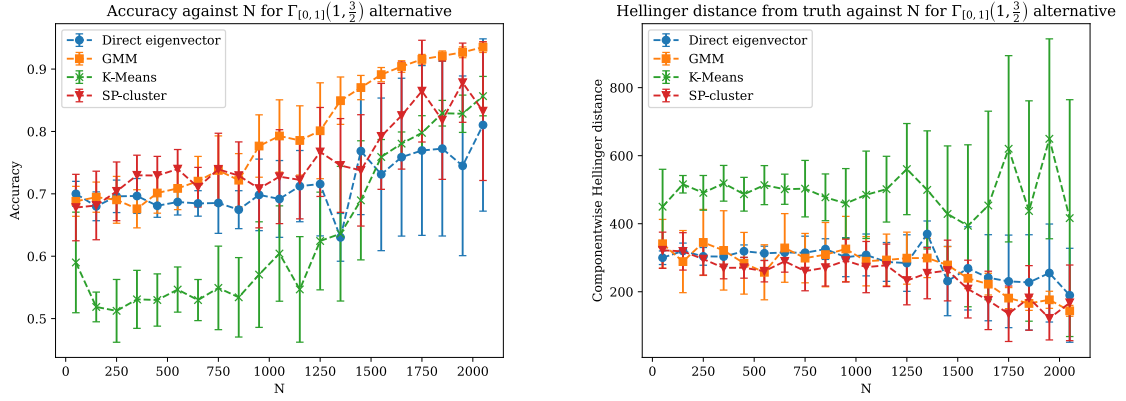 Accuracy against N for Γ[0, 1](1, 3/2) alternative
Direct eigenvector
GMM
K-Means
SP-cluster
Accuracy
0.9
0.8
0.7
0.6
0.5
0 250 500 750 1000 1250 1500 1750 2000
N
Hellinger distance from truth against N for Γ[0, 1](1, 3/2) alternative
Direct eigenvector
GMM
K-Means
SP-cluster
Componentwise Hellinger distance
800
600
400
200
0 250 500 750 1000 1250 1500 1750 2000
N